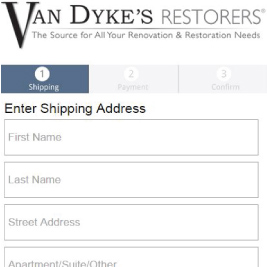 VAN DYKE'S RESTORERS®
The Source for All Your Renovation & Restoration Needs
1 2 3
Shipping Payment Confirm
Enter Shipping Address
First Name
Last Name
Street Address
Apartment/Suite/Other